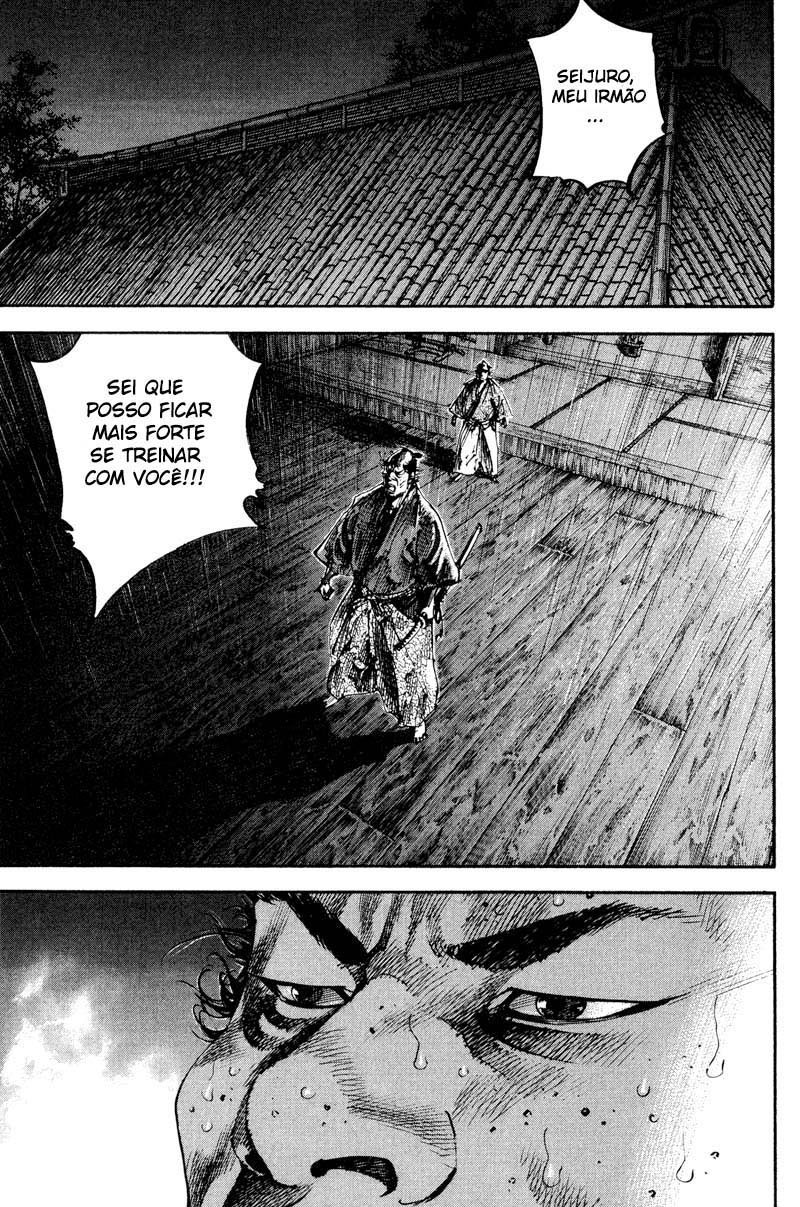 SEIJURO,
MEU IRMÃO
...
SEI QUE
POSSO FICAR
MAIS FORTE
SE TREINAR
COM VOCÊ!!!